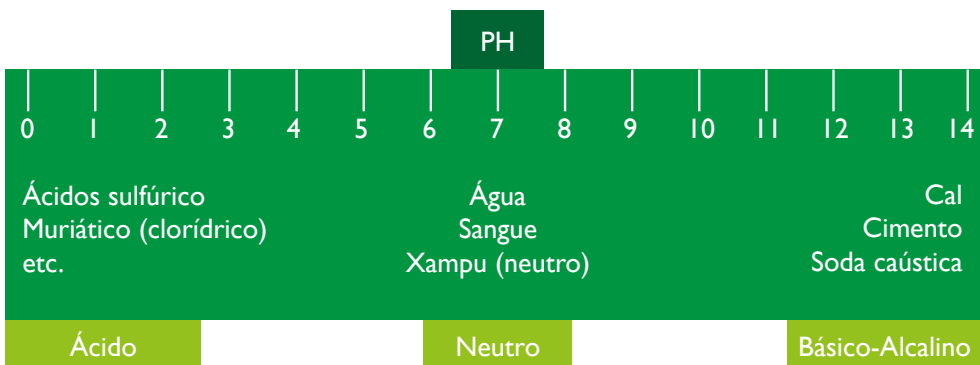 PH
0 1 2 3 4 5 6 7 8 9 10 11 12 13 14
Ácidos sulfúrico
Muriático (clorídrico)
etc.
Água
Sangue
Xampu (neutro)
Cal
Cimento
Soda caústica
Ácido
Neutro
Básico-Alcalino